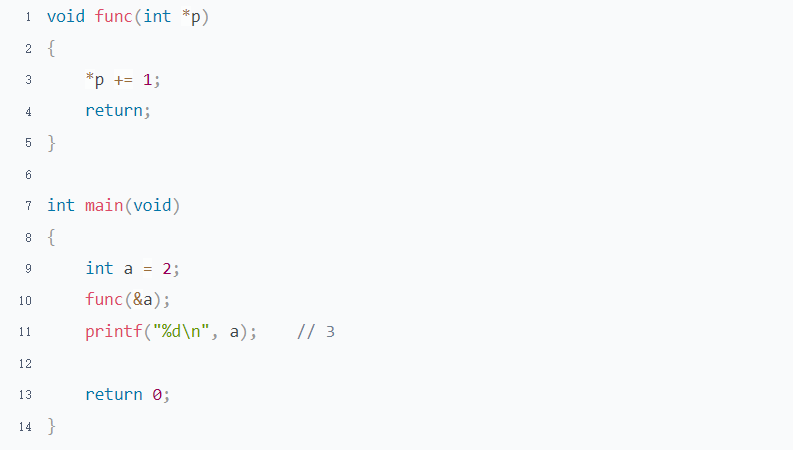 1 void func(int *p)
2 {
3     *p += 1;
4     return;
5 }
6
7 int main(void)
8 {
9     int a = 2;
10     func(&a);
11     printf("%d\n", a);    // 3
12
13     return 0;
14 }